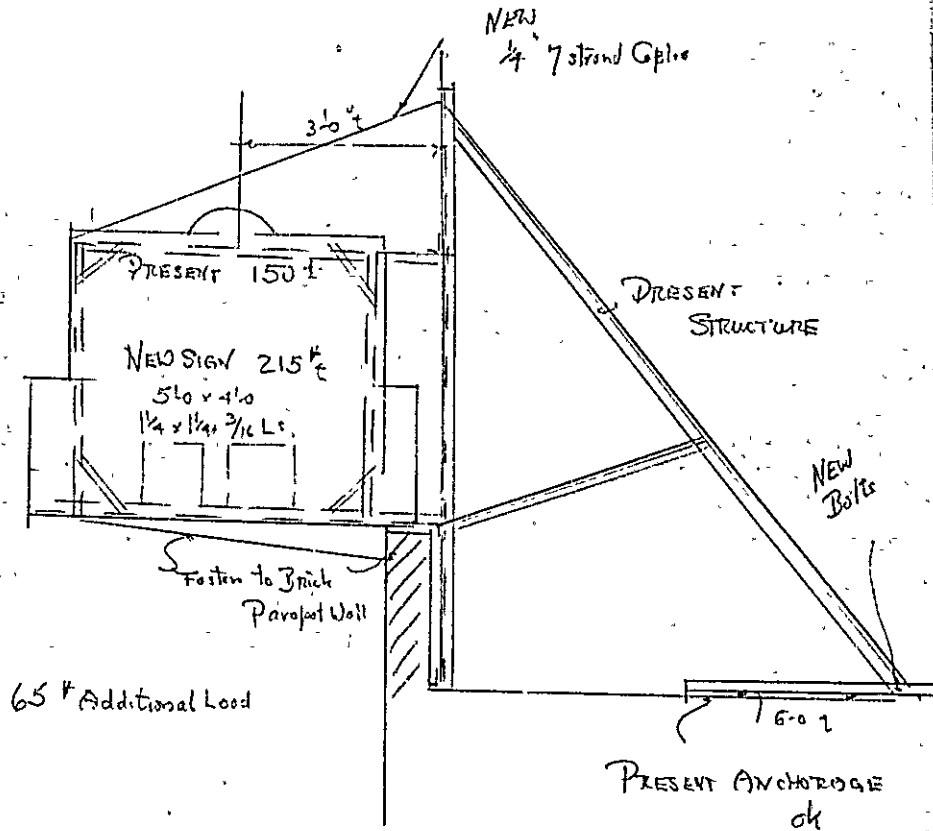 NEW
1/4" 7 strand Cables
3'-0" ±
PRESENT 150 #
PRESENT
STRUCTURE
NEW SIGN 215 #
5'-0 x 4'-0
1 1/4 x 1 1/4 x 3/16 Ls
NEW
Bolts
Fasten to Brick
Parapet Wall
65 # Additional Load
6-0
PRESENT ANCHORAGE
ok